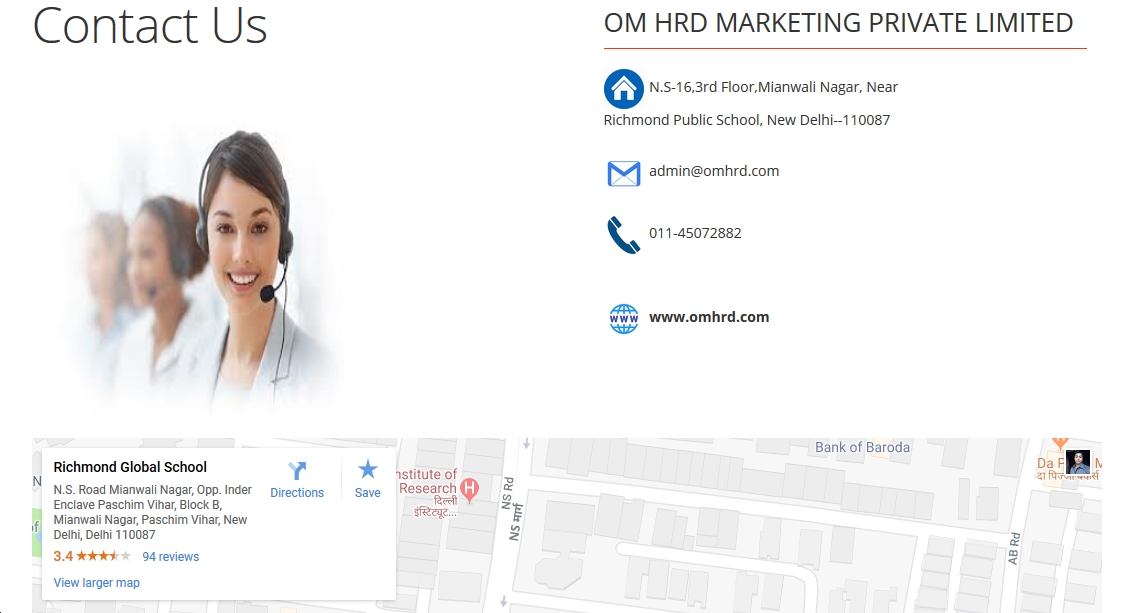 Contact Us
OM HRD MARKETING PRIVATE LIMITED
N.S-16,3rd Floor,Mianwali Nagar, Near
Richmond Public School, New Delhi--110087
admin@omhrd.com
011-45072882
www
www.omhrd.com
Richmond Global School
N.S. Road Mianwali Nagar, Opp. Inder
Enclave Paschim Vihar, Block B,
Mianwali Nagar, Paschim Vihar, New
Delhi, Delhi 110087
3.4
94 reviews
View larger map
Directions
Save
nstitute of
Research
दिल्ली
इंस्टिट्यूट...
H
NS Rd
NS मार्ग
Bank of Baroda
Da
AB Rd